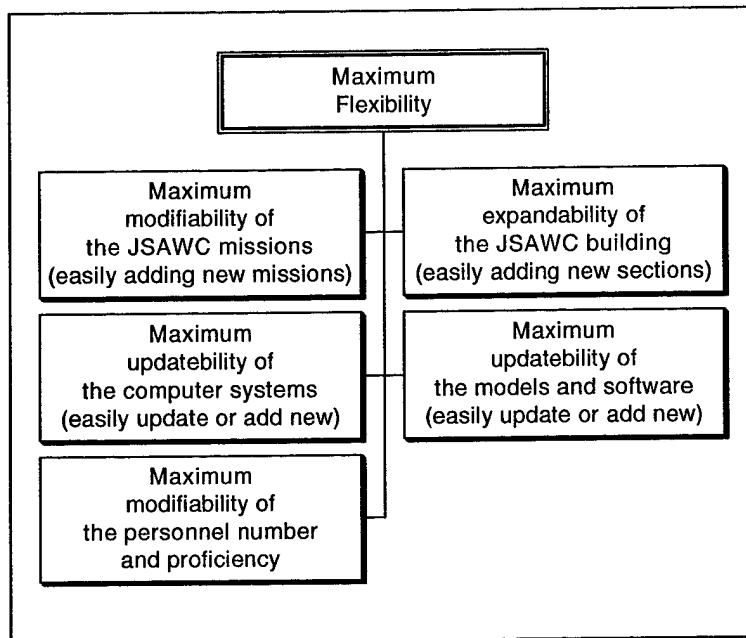 Maximum
Flexibility
Maximum
modifiability of
the JSAWC missions
(easily adding new missions)
Maximum
expandability of
the JSAWC building
(easily adding new sections)
Maximum
updatebility of
the computer systems
(easily update or add new)
Maximum
updatebility of
the models and software
(easily update or add new)
Maximum
modifiability of
the personnel number
and proficiency